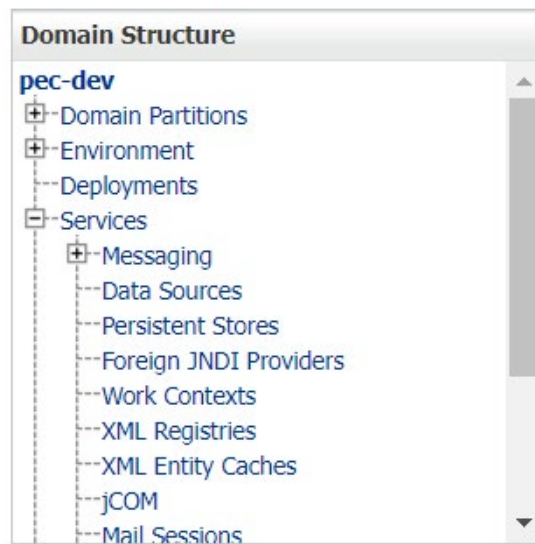 Domain Structure
pec-dev
Domain Partitions
Environment
Deployments
Services
Messaging
Data Sources
Persistent Stores
Foreign JNDI Providers
Work Contexts
XML Registries
XML Entity Caches
jCOM
Mail Sessions